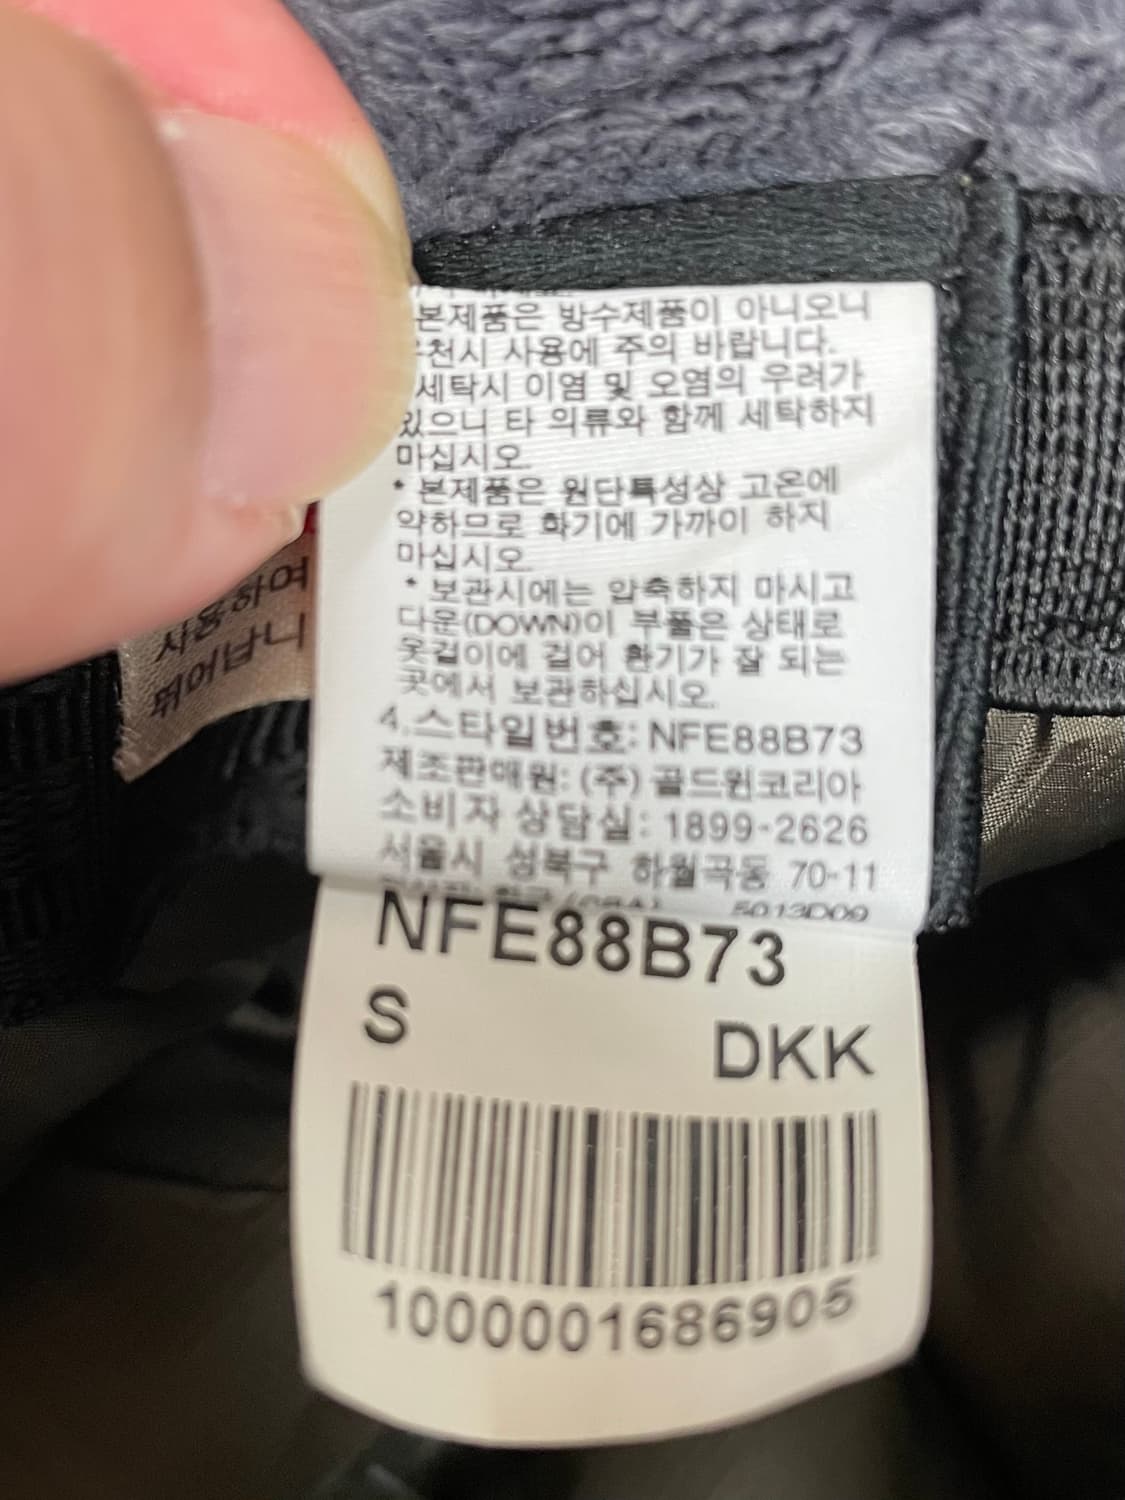 본제품은 방수제품이 아니오니
우천시 사용에 주의 바랍니다.
세탁시 이염 및 오염의 우려가
있으니 타 의류와 함께 세탁하지
마십시오.
* 본제품은 원단특성상 고온에
약하므로 화기에 가까이 하지
마십시오.
* 보관시에는 압축하지 마시고
다운(DOWN)이 부풀은 상태로
옷걸이에 걸어 환기가 잘 되는
곳에서 보관하십시오.
4.스타일번호: NFE88B73
제조판매원: (주) 골드윈코리아
소비자 상담실: 1899-2626
서울시 성북구 하월곡동 70-11
5013D09
NFE88B73
S DKK
1000001686905
사용하여
뛰어납니